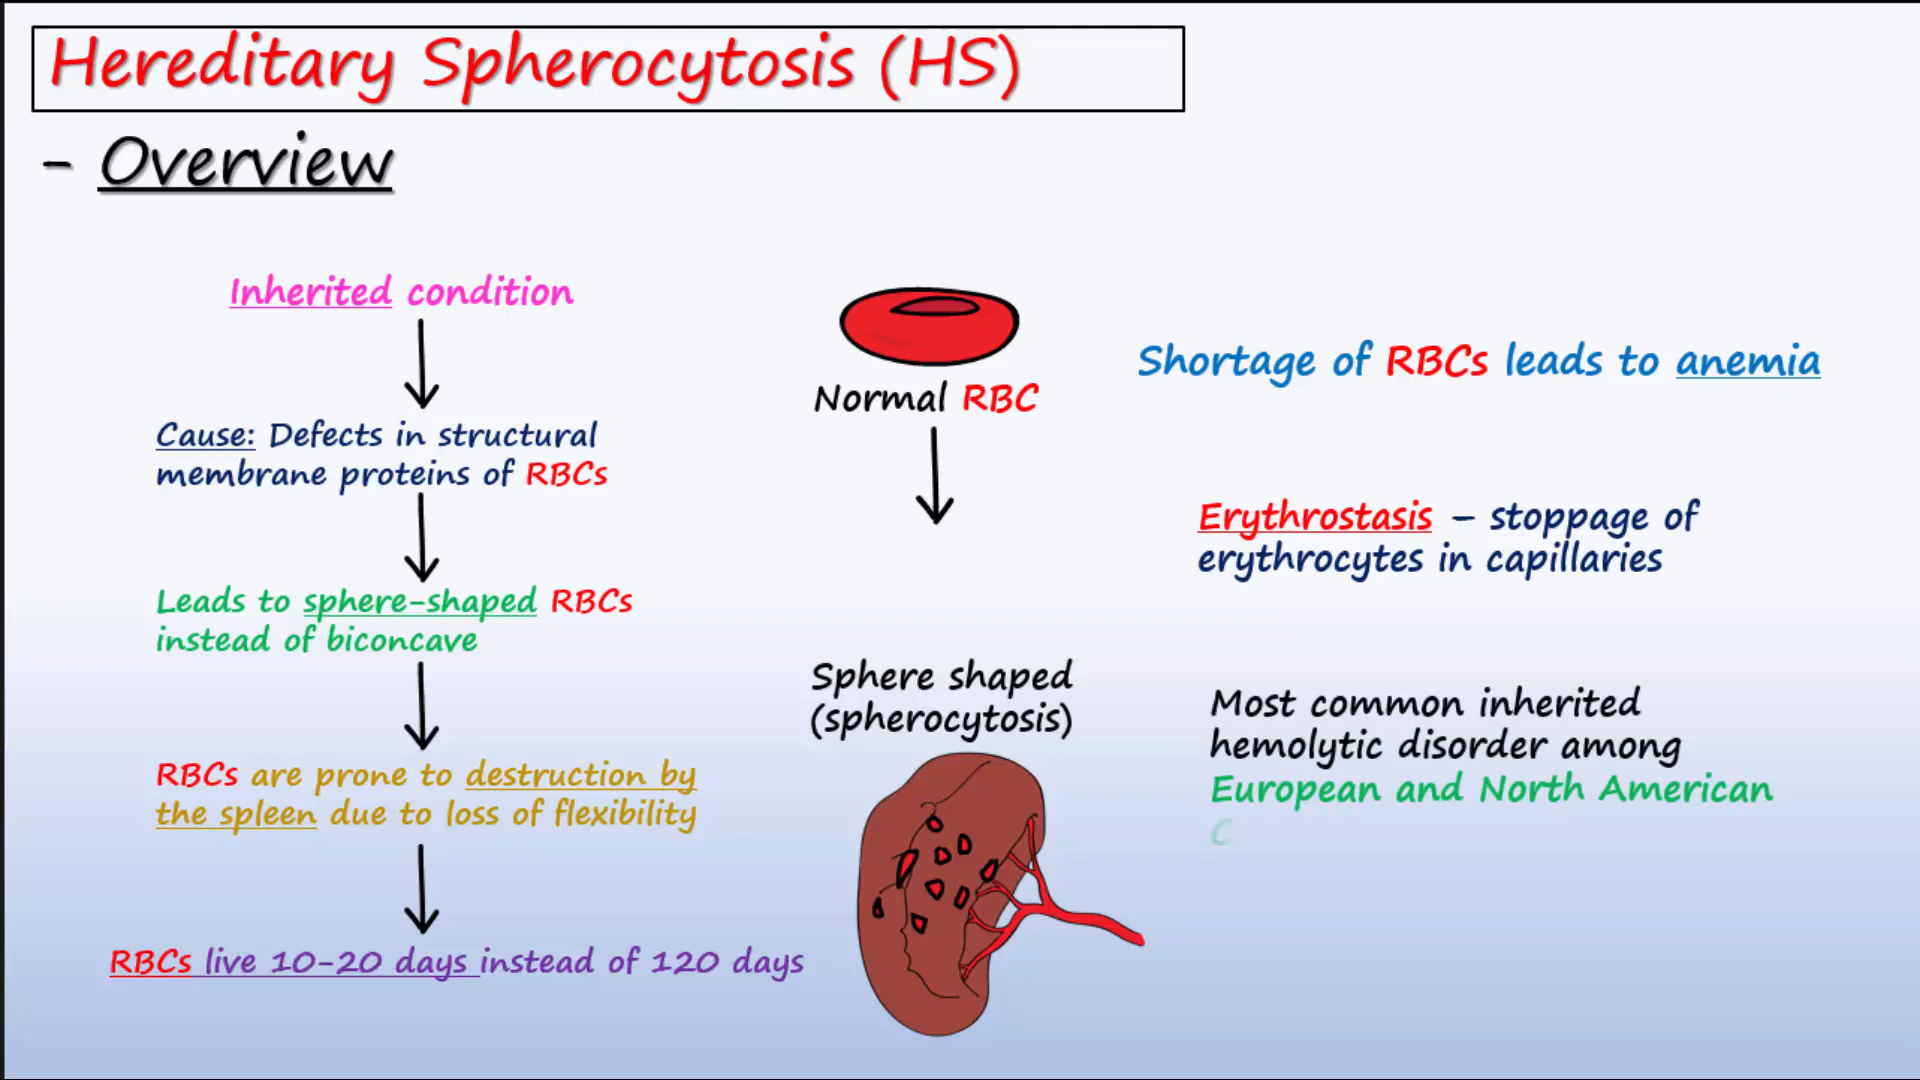 Hereditary Spherocytosis (HS)
- Overview
Inherited condition
Cause: Defects in structural
membrane proteins of RBCs
Leads to sphere-shaped RBCs
instead of biconcave
RBCs are prone to destruction by
the spleen due to loss of flexibility
RBCs live 10-20 days instead of 120 days
Normal RBC
Sphere shaped
(spherocytosis)
Shortage of RBCs leads to anemia
Erythrostasis – stoppage of
erythrocytes in capillaries
Most common inherited
hemolytic disorder among
European and North American
C